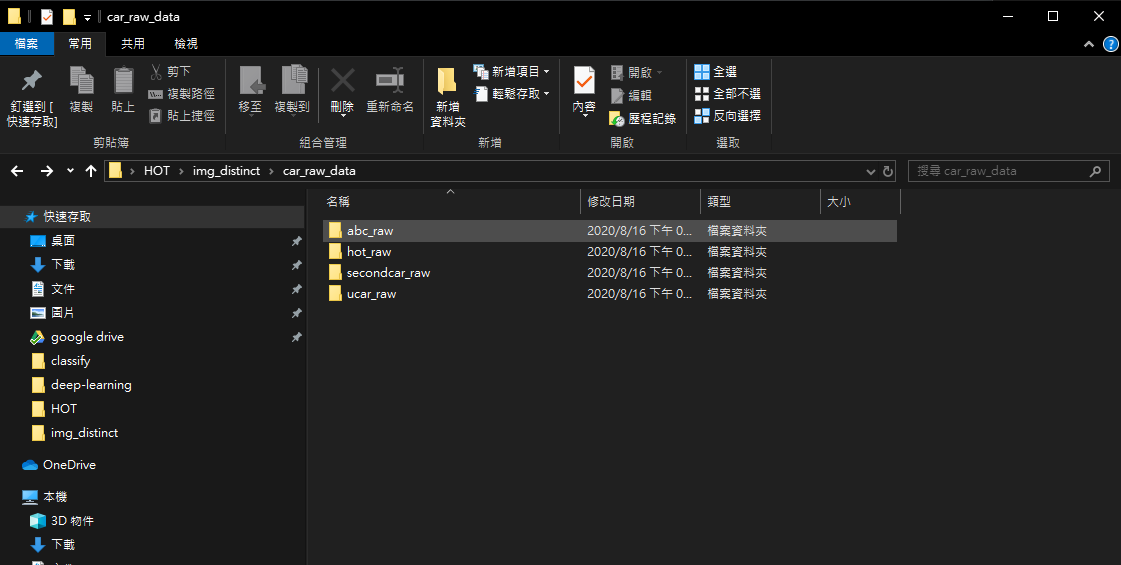 car_raw_data
檔案 常用 共用 檢視
釘選到 [
快速存取]
複製
貼上
剪下
複製路徑
貼上捷徑
剪貼簿
移至
複製到
刪除
重新命名
組合管理
新增
資料夾
新增項目
輕鬆存取
新增
內容
開啟
編輯
歷程記錄
開啟
全選
全部不選
反向選擇
選取
HOT › img_distinct › car_raw_data
搜尋 car_raw_data
名稱 修改日期 類型 大小
abc_raw 2020/8/16 下午 0... 檔案資料夾
hot_raw 2020/8/16 下午 0... 檔案資料夾
secondcar_raw 2020/8/16 下午 0... 檔案資料夾
ucar_raw 2020/8/16 下午 0... 檔案資料夾
快速存取
桌面
下載
文件
圖片
google drive
classify
deep-learning
HOT
img_distinct
OneDrive
本機
3D 物件
下載